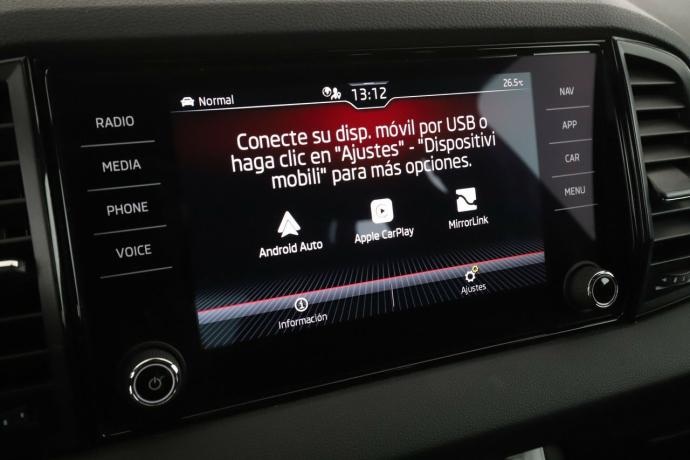 Normal
13:12
26.5°C
RADIO
MEDIA
PHONE
VOICE
NAV
APP
CAR
MENU
Conecte su disp. móvil por USB o
haga clic en "Ajustes" - "Dispositivi
mobili" para más opciones.
Android Auto
Apple CarPlay
MirrorLink
Información
Ajustes